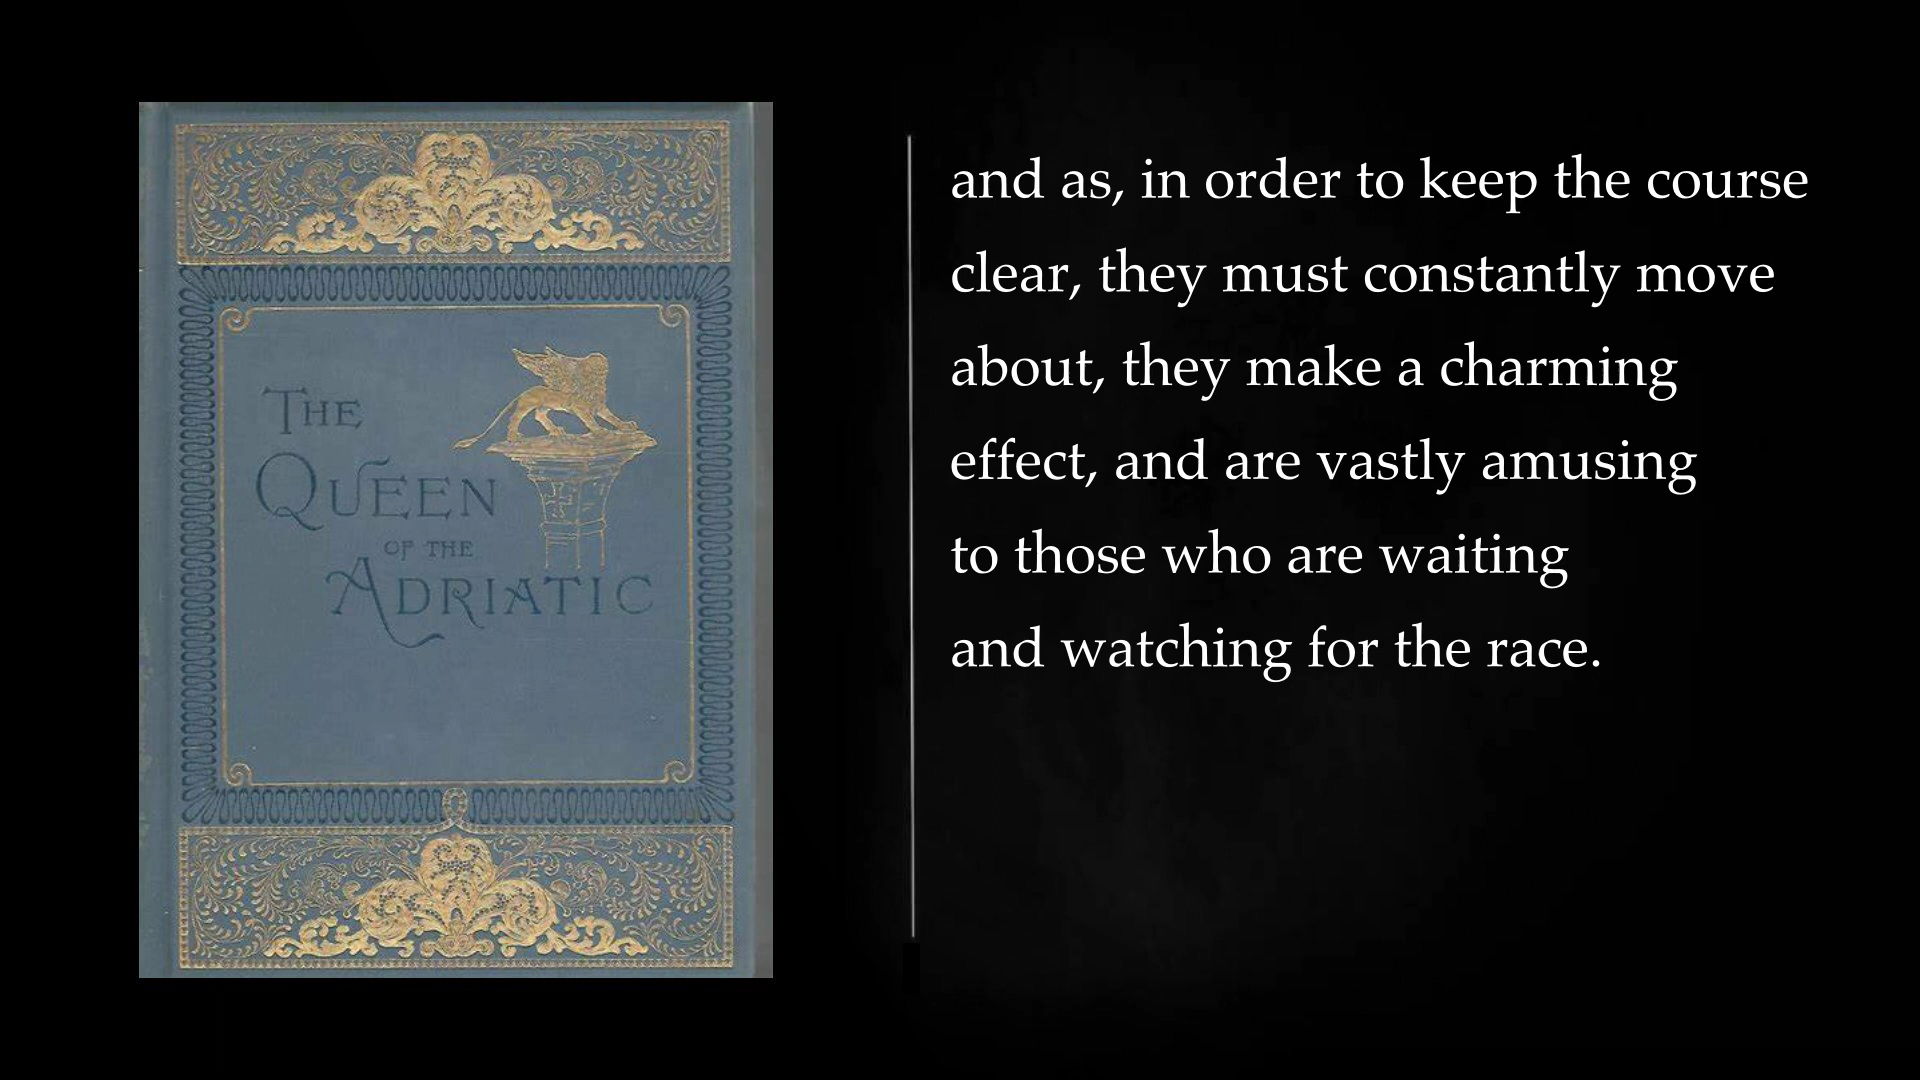 The
Queen
of the
Adriatic
and as, in order to keep the course
clear, they must constantly move
about, they make a charming
effect, and are vastly amusing
to those who are waiting
and watching for the race.